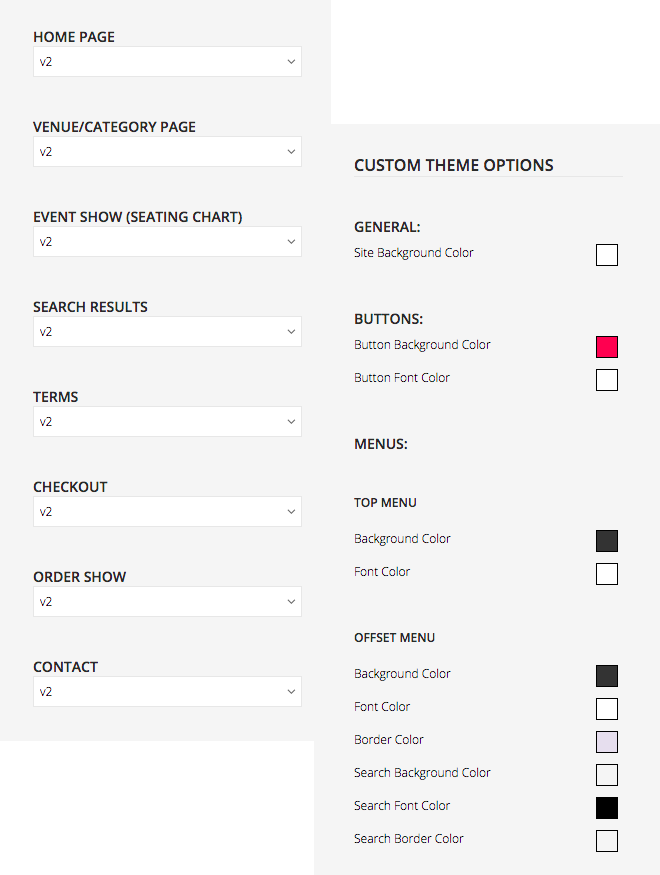 HOME PAGE
v2
VENUE/CATEGORY PAGE
v2
EVENT SHOW (SEATING CHART)
v2
SEARCH RESULTS
v2
TERMS
v2
CHECKOUT
v2
ORDER SHOW
v2
CONTACT
v2
CUSTOM THEME OPTIONS
GENERAL:
Site Background Color
BUTTONS:
Button Background Color
Button Font Color
MENUS:
TOP MENU
Background Color
Font Color
OFFSET MENU
Background Color
Font Color
Border Color
Search Background Color
Search Font Color
Search Border Color